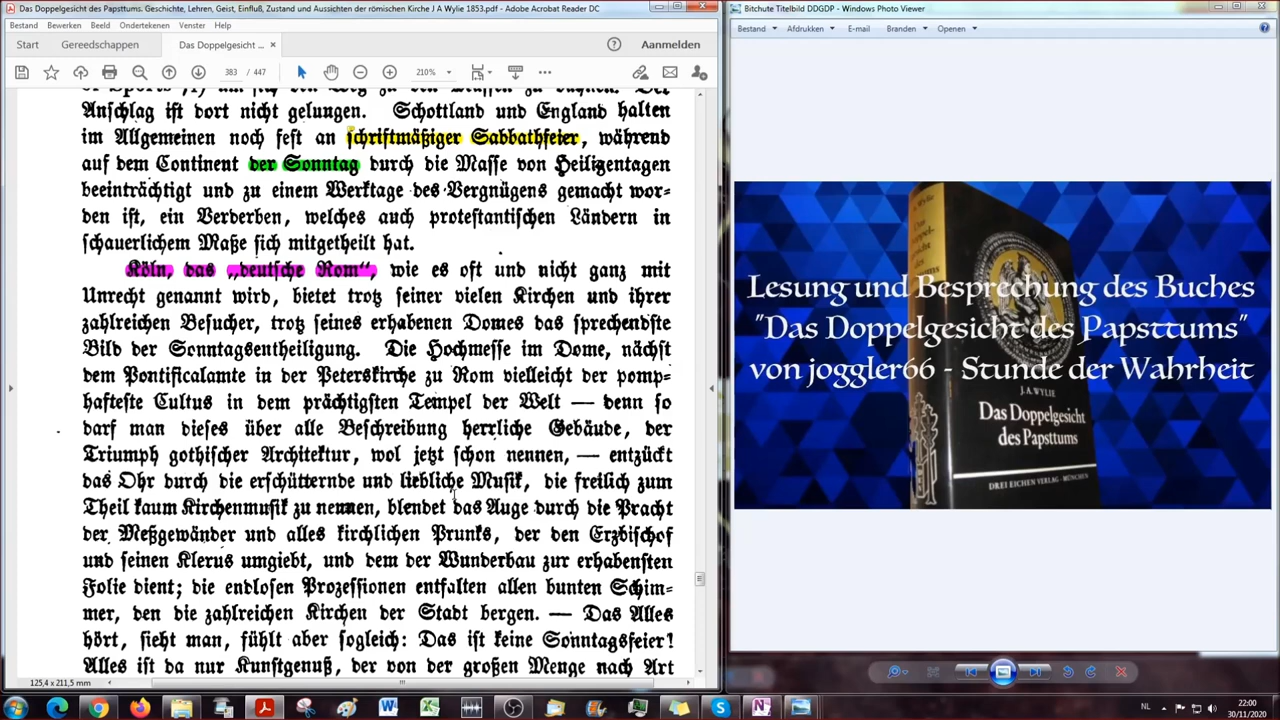 Das Doppelgesicht des Papsttums. Geschichte, Lehren, Geist, Einfluß, Zustand und Aussichten der römischen Kirche J A Wylie 1853.pdf - Adobe Acrobat Reader DC
Bestand Bewerken Beeld Ondertekenen Venster Help
Start Gereedschappen Das Doppelgesicht ... × Anmelden
383 / 447 210%
Anschlag ist dort nicht gelungen. Schottland und England halten
im Allgemeinen noch fest an schriftmäßiger Sabbathfeier, während
auf dem Continent der Sonntag durch die Masse von Heiligentagen
beeinträchtigt und zu einem Werktage des Vergnügens gemacht wor-
den ist, ein Verderben, welches auch protestantischen Ländern in
schauerlichem Maße sich mitgetheilt hat.
Köln, das „deutsche Rom“, wie es oft und nicht ganz mit
Unrecht genannt wird, bietet trotz seiner vielen Kirchen und ihrer
zahlreichen Besucher, trotz seines erhabenen Domes das sprechendste
Bild der Sonntagsentheiligung. Die Hochmesse im Dome, nächst
dem Pontificalamte in der Peterskirche zu Rom vielleicht der pomp-
hafteste Cultus in dem prächtigsten Tempel der Welt — denn so
darf man dieses über alle Beschreibung herrliche Gebäude, der
Triumph gothischer Architektur, wol jetzt schon nennen, — entzückt
das Ohr durch die erschütternde und liebliche Musik, die freilich zum
Theil kaum Kirchenmusik zu nennen, blendet das Auge durch die Pracht
der Meßgewänder und alles kirchlichen Prunks, der den Erzbischof
und seinen Klerus umgiebt, und dem der Wunderbau zur erhabensten
Folie dient; die endlosen Prozessionen entfalten allen bunten Schim-
mer, den die zahlreichen Kirchen der Stadt bergen. — Das Alles
hört, sieht man, fühlt aber sogleich: Das ist keine Sonntagsfeier!
Alles ist da nur Kunstgenuß, der von der großen Menge nach Art
125,4 x 211,5 mm
Bitchute Titelbild DDGDP - Windows Photo Viewer
Bestand Afdrukken E-mail Branden Openen
Lesung und Besprechung des Buches
"Das Doppelgesicht des Papsttums"
von joggler66 - Stunde der Wahrheit
J.A. WYLIE
Das Doppelgesicht
des Papsttums
DREI EICHEN VERLAG · MÜNCHEN
NL 22:00
30/11/2020